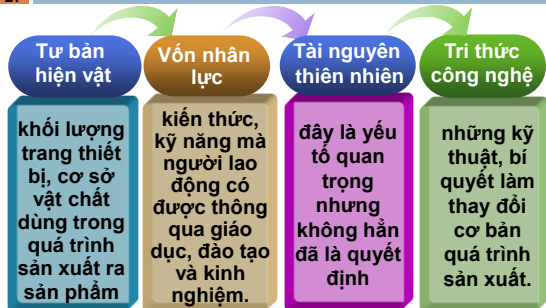 Tư bản
hiện vật
khối lượng
trang thiết
bị, cơ sở
vật chất
dùng trong
quá trình
sản xuất ra
sản phẩm
Vốn nhân
lực
kiến thức,
kỹ năng mà
người lao
động có
được thông
qua giáo
dục, đào tạo
và kinh
nghiệm.
Tài nguyên
thiên nhiên
đây là yếu
tố quan
trọng
nhưng
không hẳn
đã là quyết
định
Tri thức
công nghệ
những kỹ
thuật, bí
quyết làm
thay đổi
cơ bản
quá trình
sản xuất.